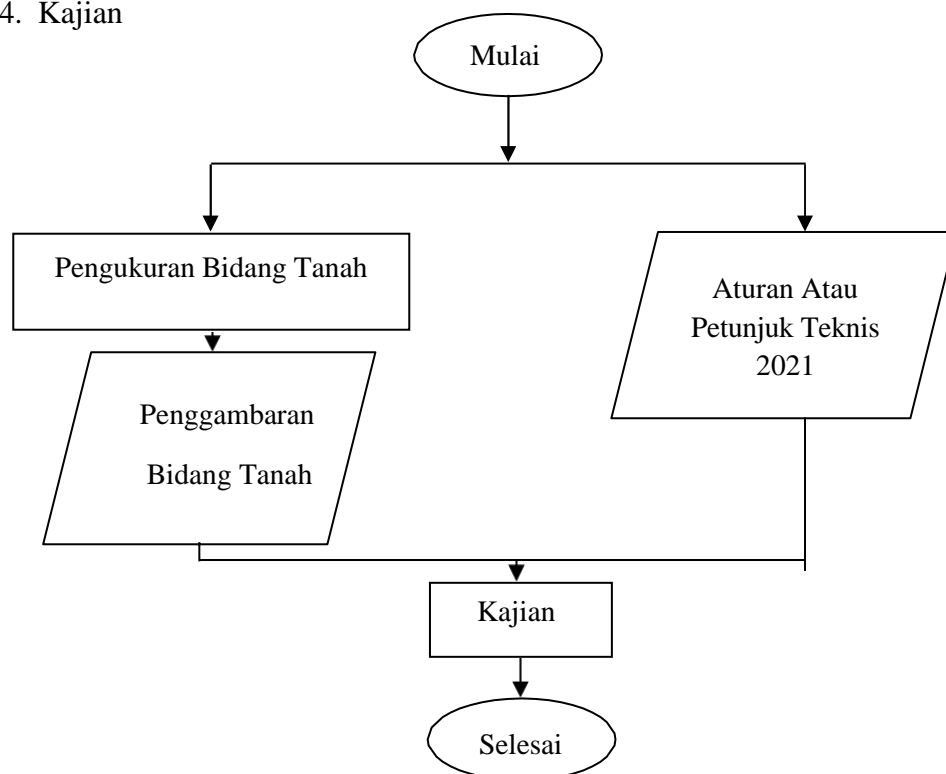 4. Kajian
Mulai
Pengukuran Bidang Tanah
Aturan Atau
Petunjuk Teknis
2021
Penggambaran
Bidang Tanah
Kajian
Selesai